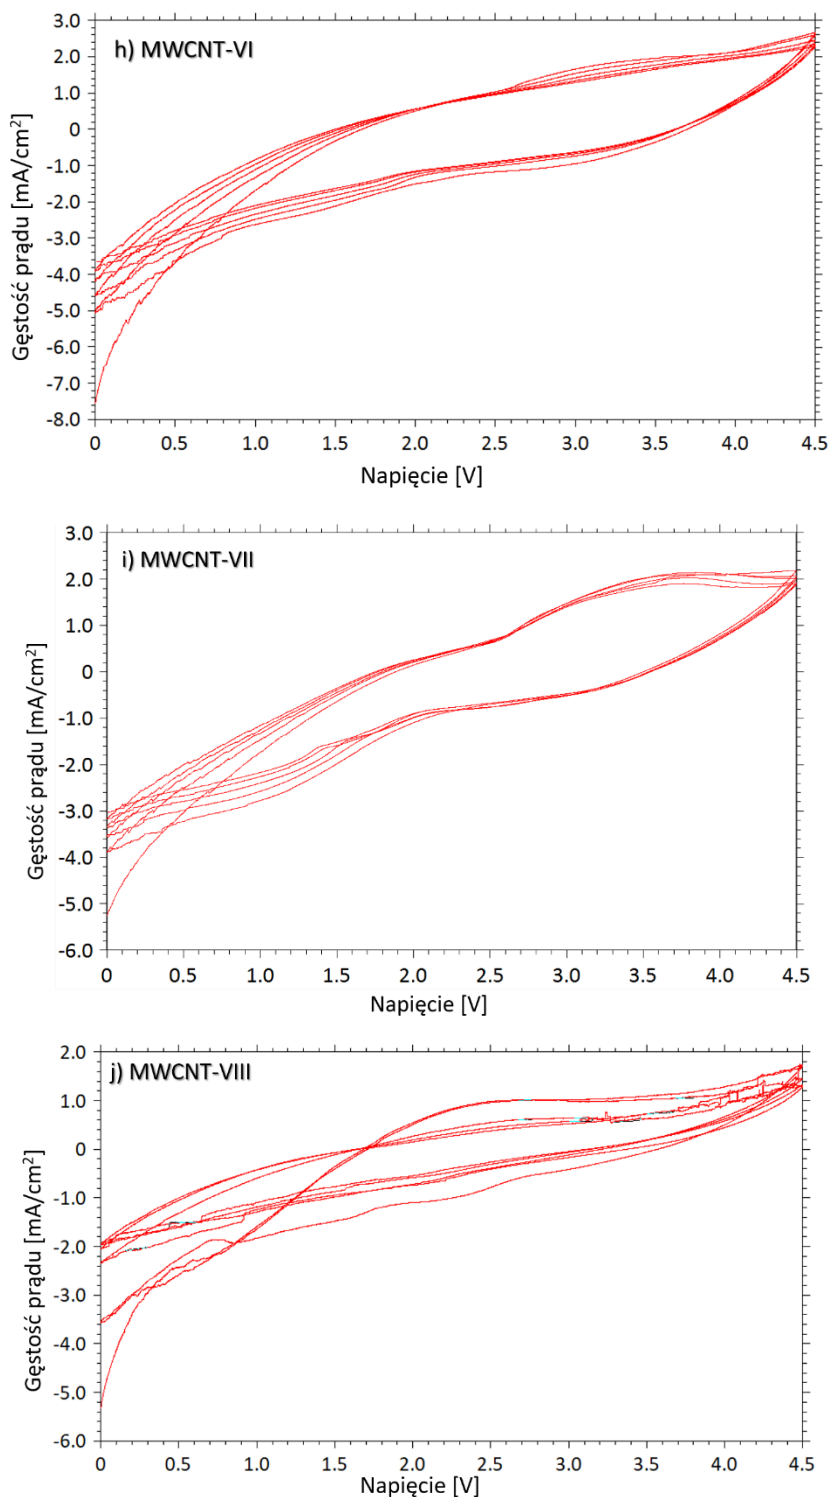 h) MWCNT-VI
Gęstość prądu [mA/cm²]
3.0
2.0
1.0
0
-1.0
-2.0
-3.0
-4.0
-5.0
-6.0
-7.0
-8.0
0 0.5 1.0 1.5 2.0 2.5 3.0 3.5 4.0 4.5
Napięcie [V]
i) MWCNT-VII
Gęstość prądu [mA/cm²]
3.0
2.0
1.0
0
-1.0
-2.0
-3.0
-4.0
-5.0
-6.0
0 0.5 1.0 1.5 2.0 2.5 3.0 3.5 4.0 4.5
Napięcie [V]
j) MWCNT-VIII
Gęstość prądu [mA/cm²]
2.0
1.0
0
-1.0
-2.0
-3.0
-4.0
-5.0
-6.0
0 0.5 1.0 1.5 2.0 2.5 3.0 3.5 4.0 4.5
Napięcie [V]